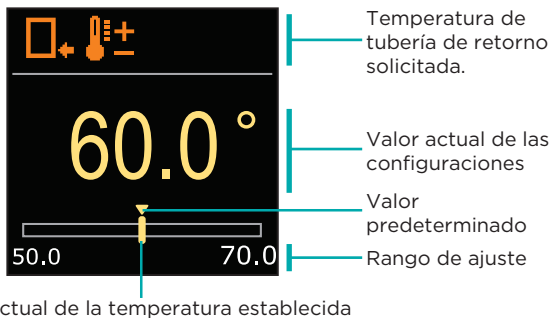 Temperatura de
tubería de retorno
solicitada.
60.0°
Valor actual de las
configuraciones
Valor
predeterminado
50.0 70.0
Rango de ajuste
ctual de la temperatura establecida